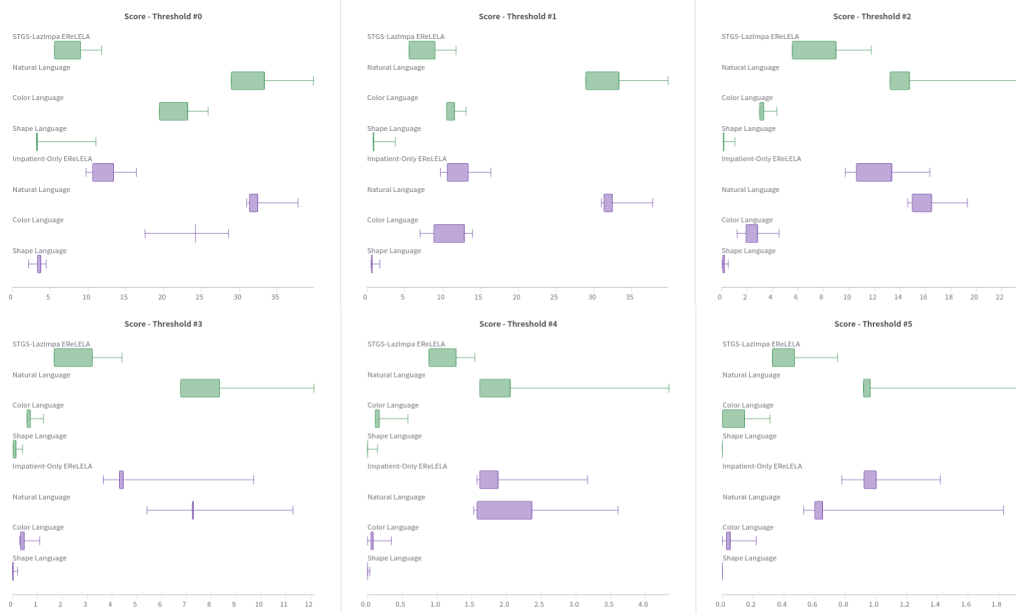 Score - Threshold #0
STGS-LazImpa EReLELA
Natural Language
Color Language
Shape Language
Impatient-Only EReLELA
Natural Language
Color Language
Shape Language
0 5 10 15 20 25 30 35
Score - Threshold #1
STGS-LazImpa EReLELA
Natural Language
Color Language
Shape Language
Impatient-Only EReLELA
Natural Language
Color Language
Shape Language
0 5 10 15 20 25 30 35
Score - Threshold #2
STGS-LazImpa EReLELA
Natural Language
Color Language
Shape Language
Impatient-Only EReLELA
Natural Language
Color Language
Shape Language
0 2 4 6 8 10 12 14 16 18 20 22
Score - Threshold #3
STGS-LazImpa EReLELA
Natural Language
Color Language
Shape Language
Impatient-Only EReLELA
Natural Language
Color Language
Shape Language
0 1 2 3 4 5 6 7 8 9 10 11 12
Score - Threshold #4
STGS-LazImpa EReLELA
Natural Language
Color Language
Shape Language
Impatient-Only EReLELA
Natural Language
Color Language
Shape Language
0.0 0.5 1.0 1.5 2.0 2.5 3.0 3.5 4.0
Score - Threshold #5
STGS-LazImpa EReLELA
Natural Language
Color Language
Shape Language
Impatient-Only EReLELA
Natural Language
Color Language
Shape Language
0.0 0.2 0.4 0.6 0.8 1.0 1.2 1.4 1.6 1.8